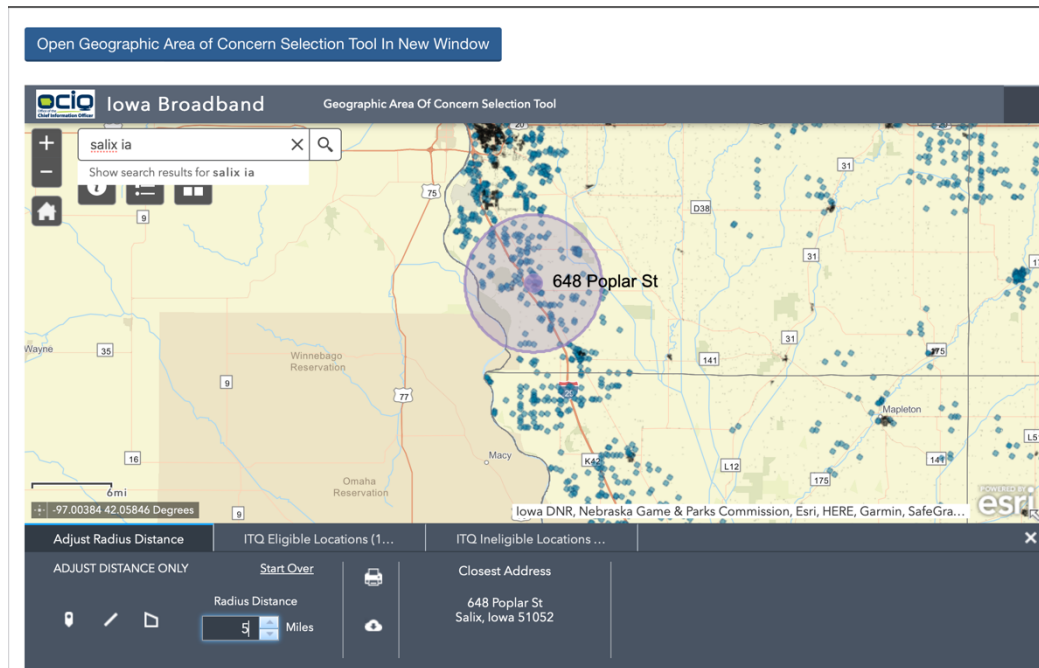 Open Geographic Area of Concern Selection Tool In New Window
ocio
Chief Information Officer
Iowa Broadband
Geographic Area Of Concern Selection Tool
+
salix ia
Show search results for salix ia
−
20
75
31
D38
9
31
17
648 Poplar St
Wayne
35
Winnebago
Reservation
31
175
141
9
77
Mapleton
L51
Macy
K42
16
L12
141
175
Omaha
Reservation
6mi
-97.00384 42.05846 Degrees
9
Iowa DNR, Nebraska Game & Parks Commission, Esri, HERE, Garmin, SafeGra...
POWERED BY
esri
Adjust Radius Distance
ITQ Eligible Locations (1...
ITQ Ineligible Locations ...
ADJUST DISTANCE ONLY
Start Over
Radius Distance
5
Miles
Closest Address
648 Poplar St
Salix, Iowa 51052